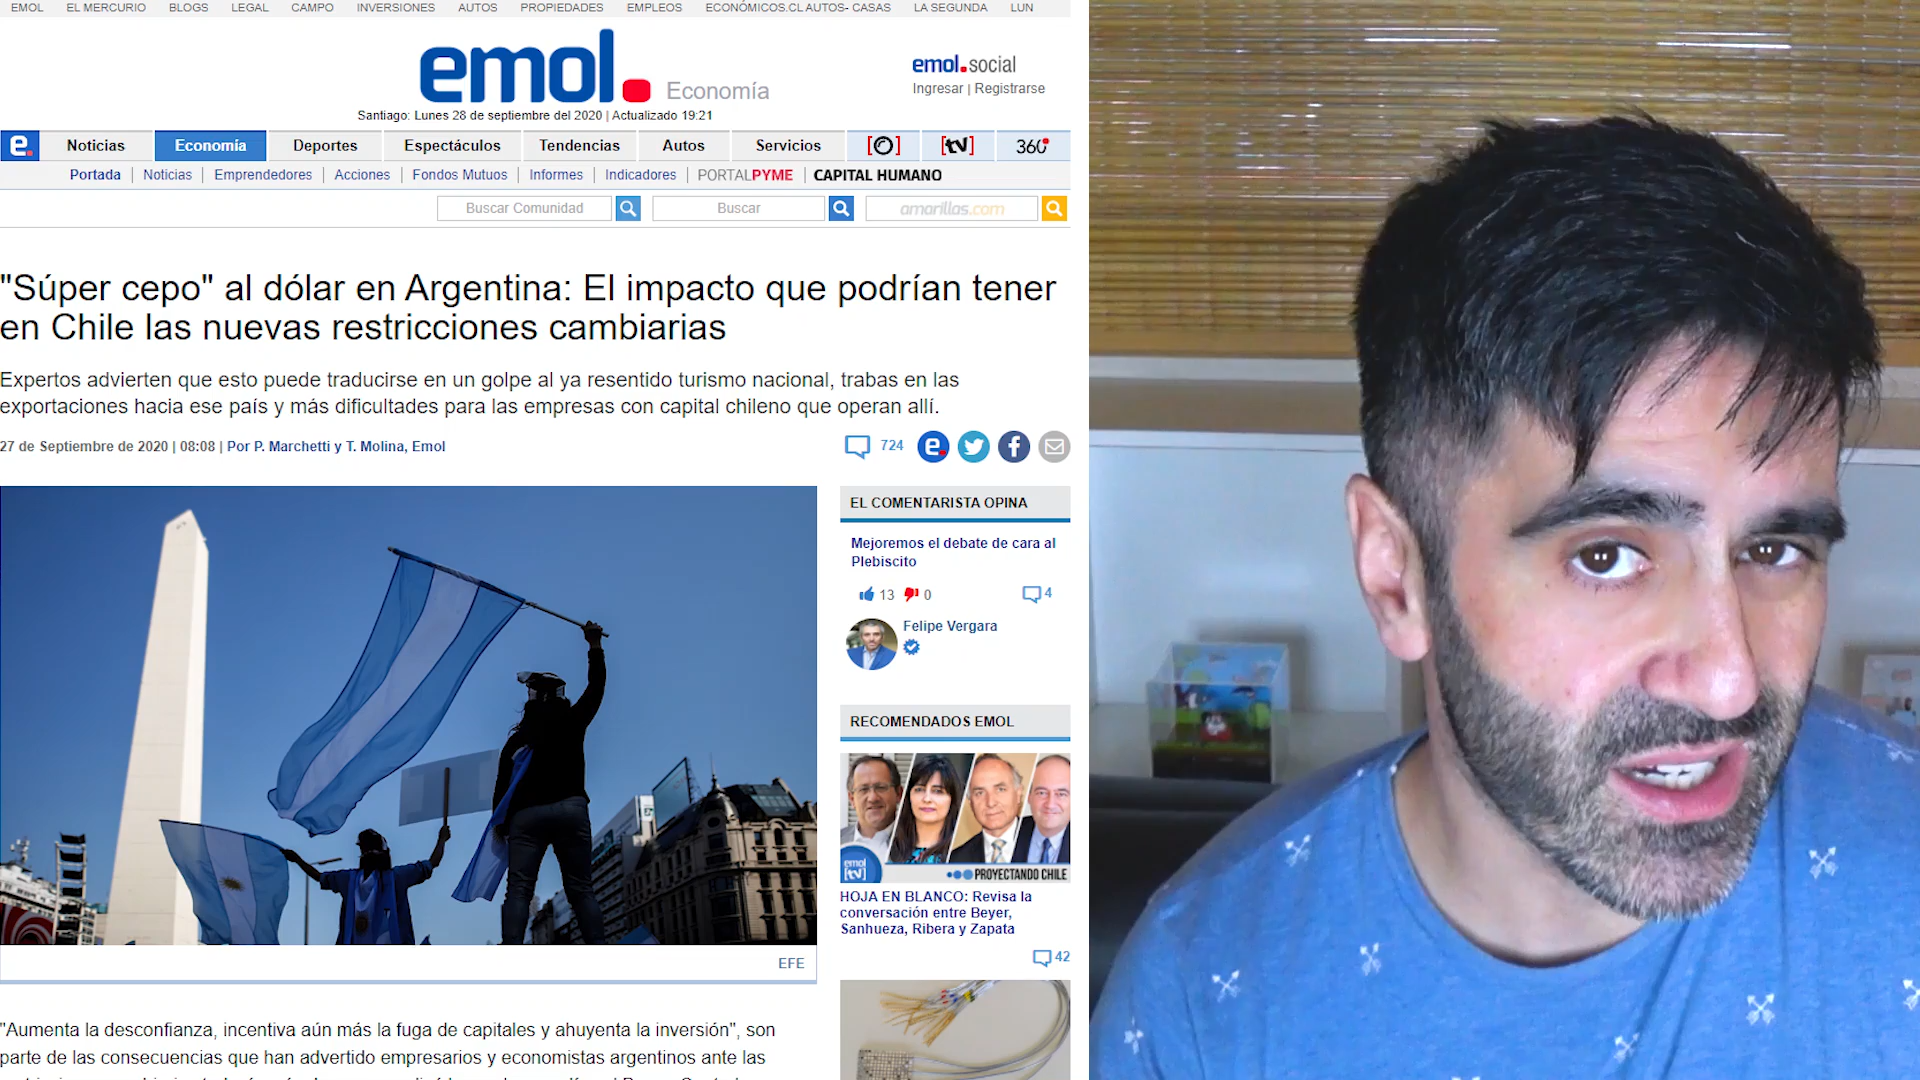 EMOL EL MERCURIO BLOGS LEGAL CAMPO INVERSIONES AUTOS PROPIEDADES EMPLEOS ECONÓMICOS.CL AUTOS- CASAS LA SEGUNDA LUN
emol. Economía
emol.social
Ingresar | Registrarse
Santiago: Lunes 28 de septiembre del 2020 | Actualizado 19:21
e. Noticias Economía Deportes Espectáculos Tendencias Autos Servicios [O] [tv] 360°
Portada Noticias Emprendedores Acciones Fondos Mutuos Informes Indicadores PORTALPYME CAPITAL HUMANO
Buscar Comunidad Buscar amarillas.com
"Súper cepo" al dólar en Argentina: El impacto que podrían tener
en Chile las nuevas restricciones cambiarias
Expertos advierten que esto puede traducirse en un golpe al ya resentido turismo nacional, trabas en las
exportaciones hacia ese país y más dificultades para las empresas con capital chileno que operan allí.
27 de Septiembre de 2020 | 08:08 | Por P. Marchetti y T. Molina, Emol
724
EFE
"Aumenta la desconfianza, incentiva aún más la fuga de capitales y ahuyenta la inversión", son
parte de las consecuencias que han advertido empresarios y economistas argentinos ante las
EL COMENTARISTA OPINA
Mejoremos el debate de cara al
Plebiscito
13 0 4
Felipe Vergara
RECOMENDADOS EMOL
emol
[tv]
PROYECTANDO CHILE
HOJA EN BLANCO: Revisa la
conversación entre Beyer,
Sanhueza, Ribera y Zapata
42